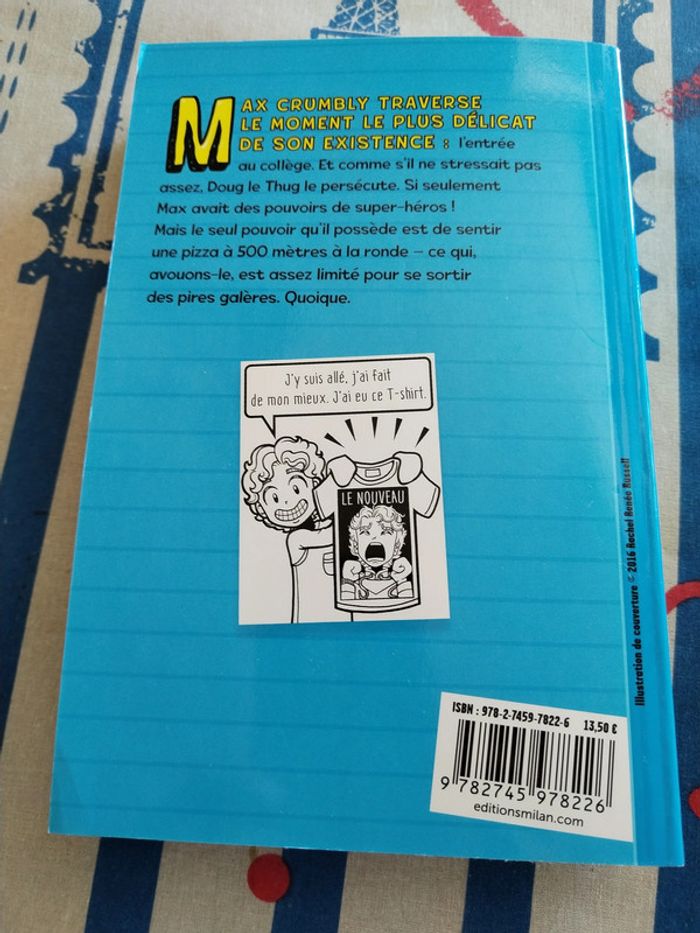 MAX CRUMBLY TRAVERSE
LE MOMENT LE PLUS DÉLICAT
DE SON EXISTENCE : l'entrée
au collège. Et comme s'il ne stressait pas
assez, Doug le Thug le persécute. Si seulement
Max avait des pouvoirs de super-héros !
Mais le seul pouvoir qu'il possède est de sentir
une pizza à 500 mètres à la ronde – ce qui,
avouons-le, est assez limité pour se sortir
des pires galères. Quoique.
J'y suis allé, j'ai fait
de mon mieux. J'ai eu ce T-shirt.
LE NOUVEAU
Illustration de couverture © 2016 Rachel Renée Russell
ISBN : 978-2-7459-7822-6 13,50 €
9 782745 978226
editionsmilan.com